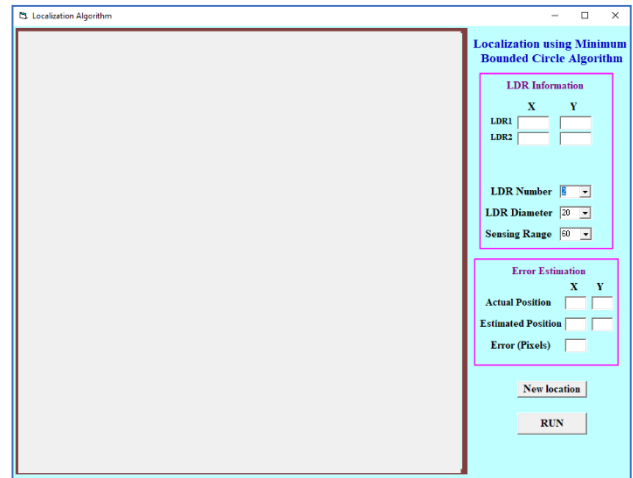 Localization Algorithm
Localization using Minimum
Bounded Circle Algorithm
LDR Information
X Y
LDR1
LDR2
LDR Number 2
LDR Diameter 20
Sensing Range 60
Error Estimation
X Y
Actual Position
Estimated Position
Error (Pixels)
New location
RUN